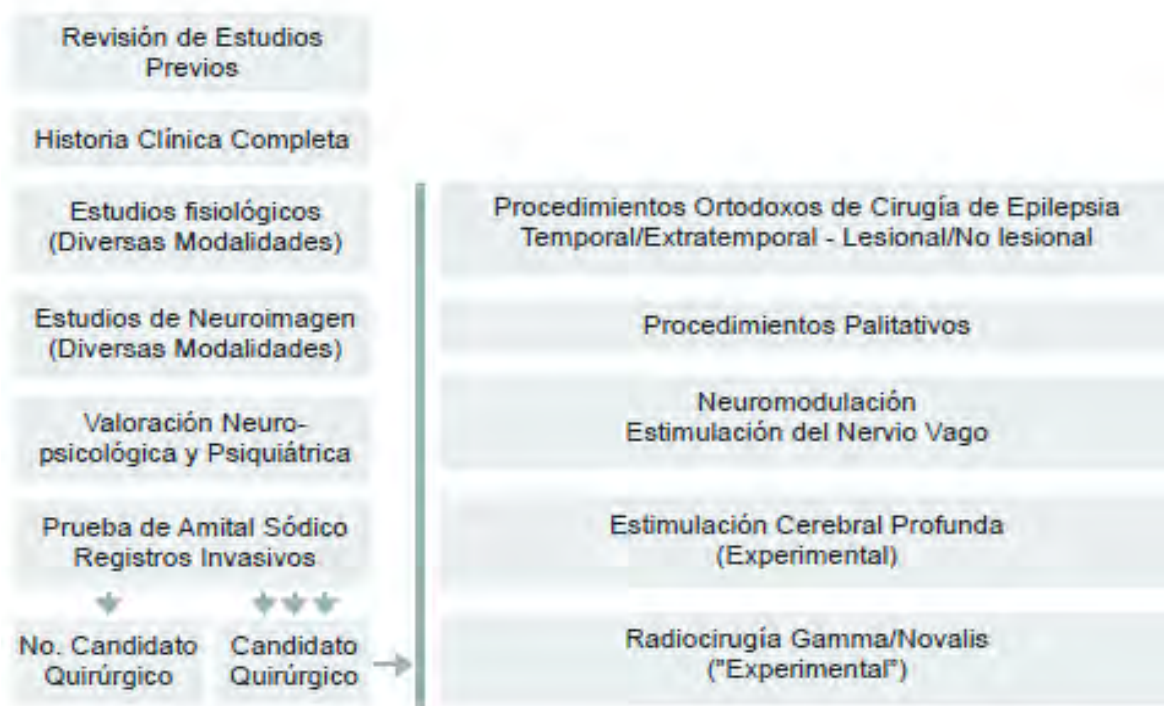 Revisión de Estudios
Previos
Historia Clínica Completa
Estudios fisiológicos
(Diversas Modalidades)
Estudios de Neuroimagen
(Diversas Modalidades)
Valoración Neuro-
psicológica y Psiquiátrica
Prueba de Amital Sódico
Registros Invasivos
No. Candidato
Quirúrgico
Candidato
Quirúrgico
Procedimientos Ortodoxos de Cirugía de Epilepsia
Temporal/Extratemporal - Lesional/No lesional
Procedimientos Palitativos
Neuromodulación
Estimulación del Nervio Vago
Estimulación Cerebral Profunda
(Experimental)
Radiocirugía Gamma/Novalis
("Experimental")